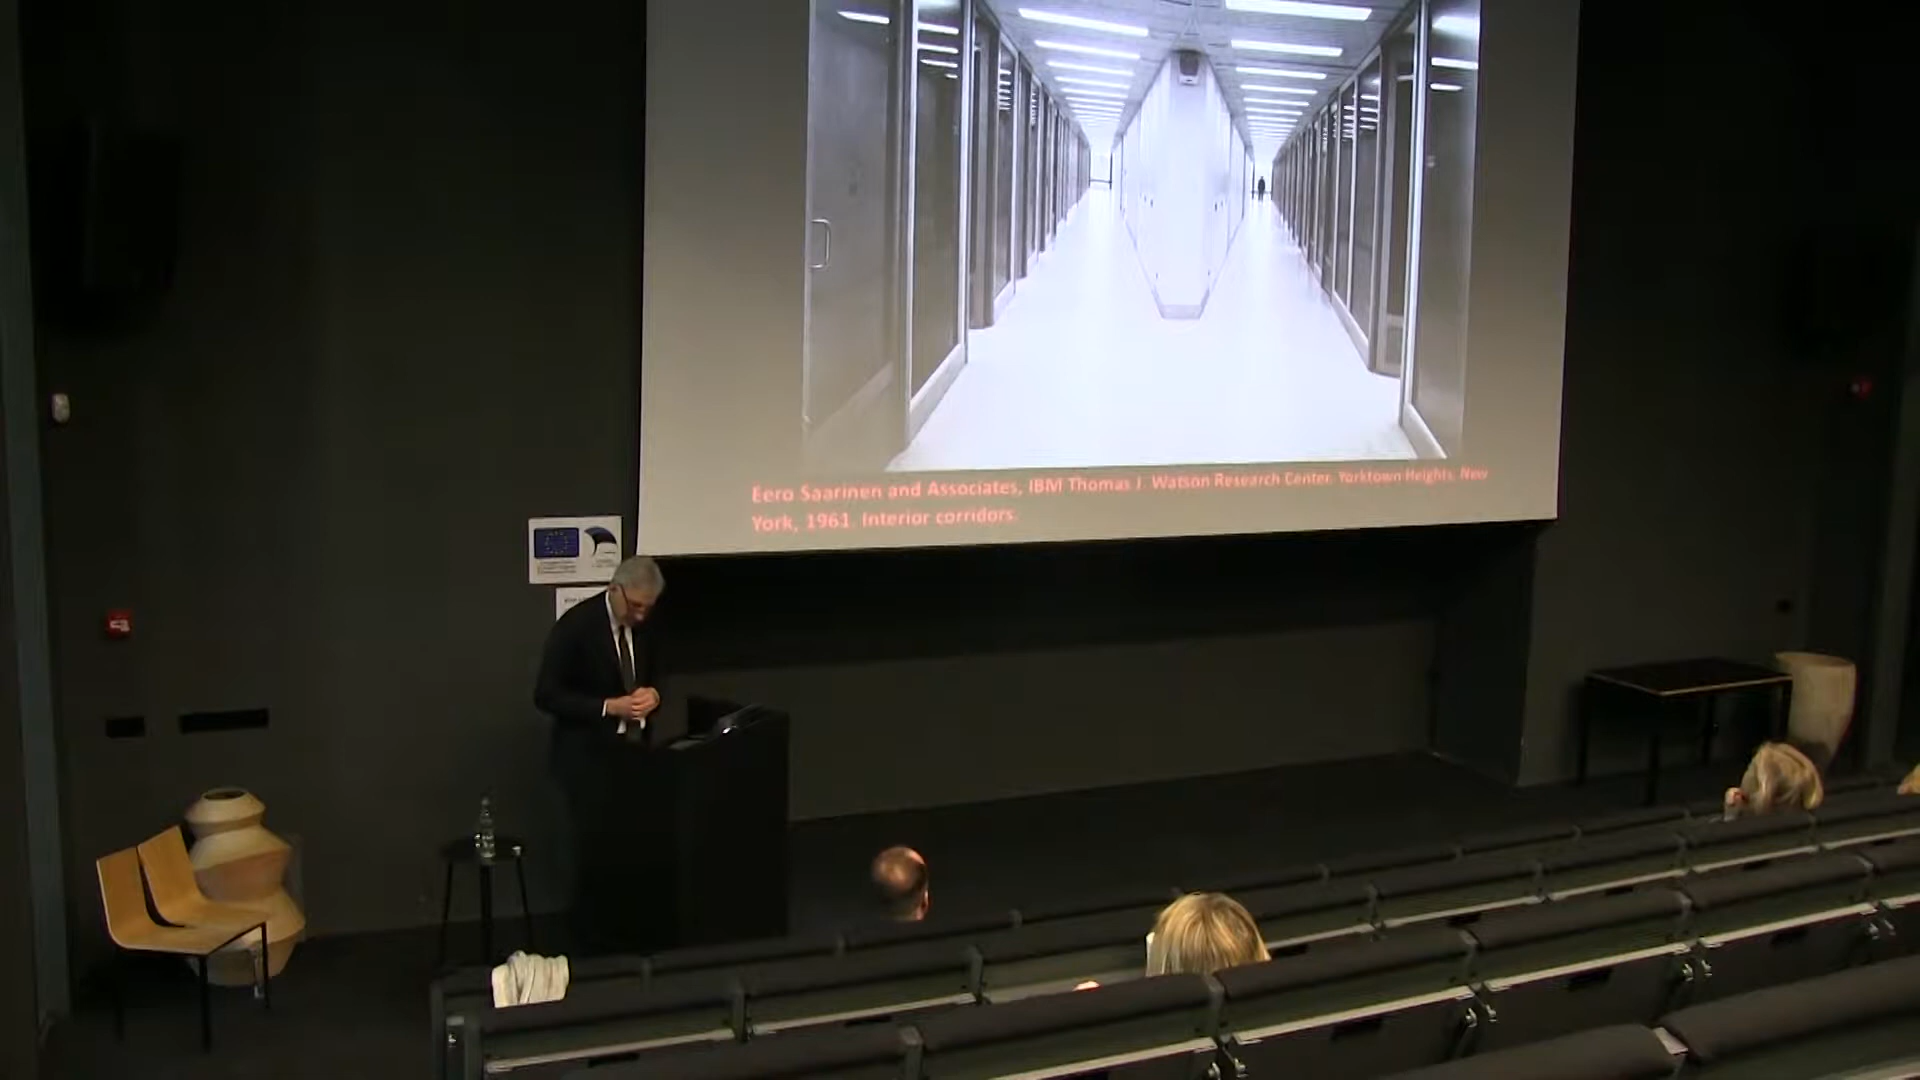 Eero Saarinen and Associates, IBM Thomas J. Watson Research Center. Yorktown Heights, New
York, 1961. Interior corridors.